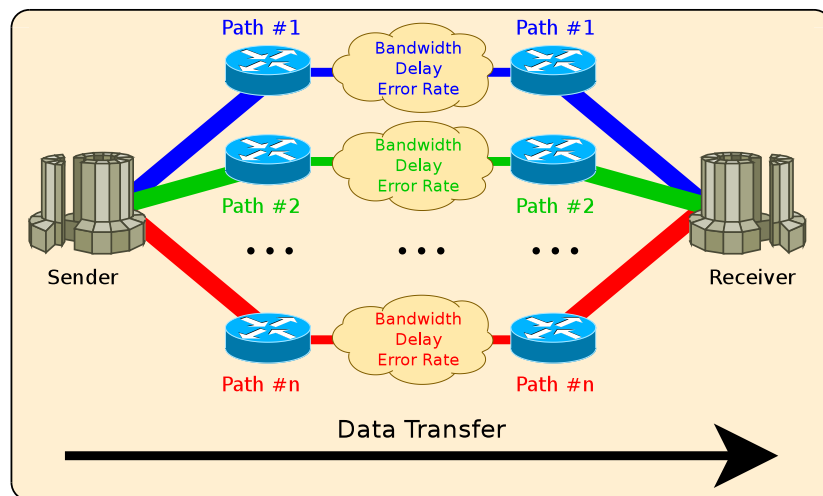 Path #1
Path #1
Bandwidth
Delay
Error Rate
Bandwidth
Delay
Error Rate
Path #2
Path #2
Sender
Receiver
Bandwidth
Delay
Error Rate
Path #n
Path #n
Data Transfer